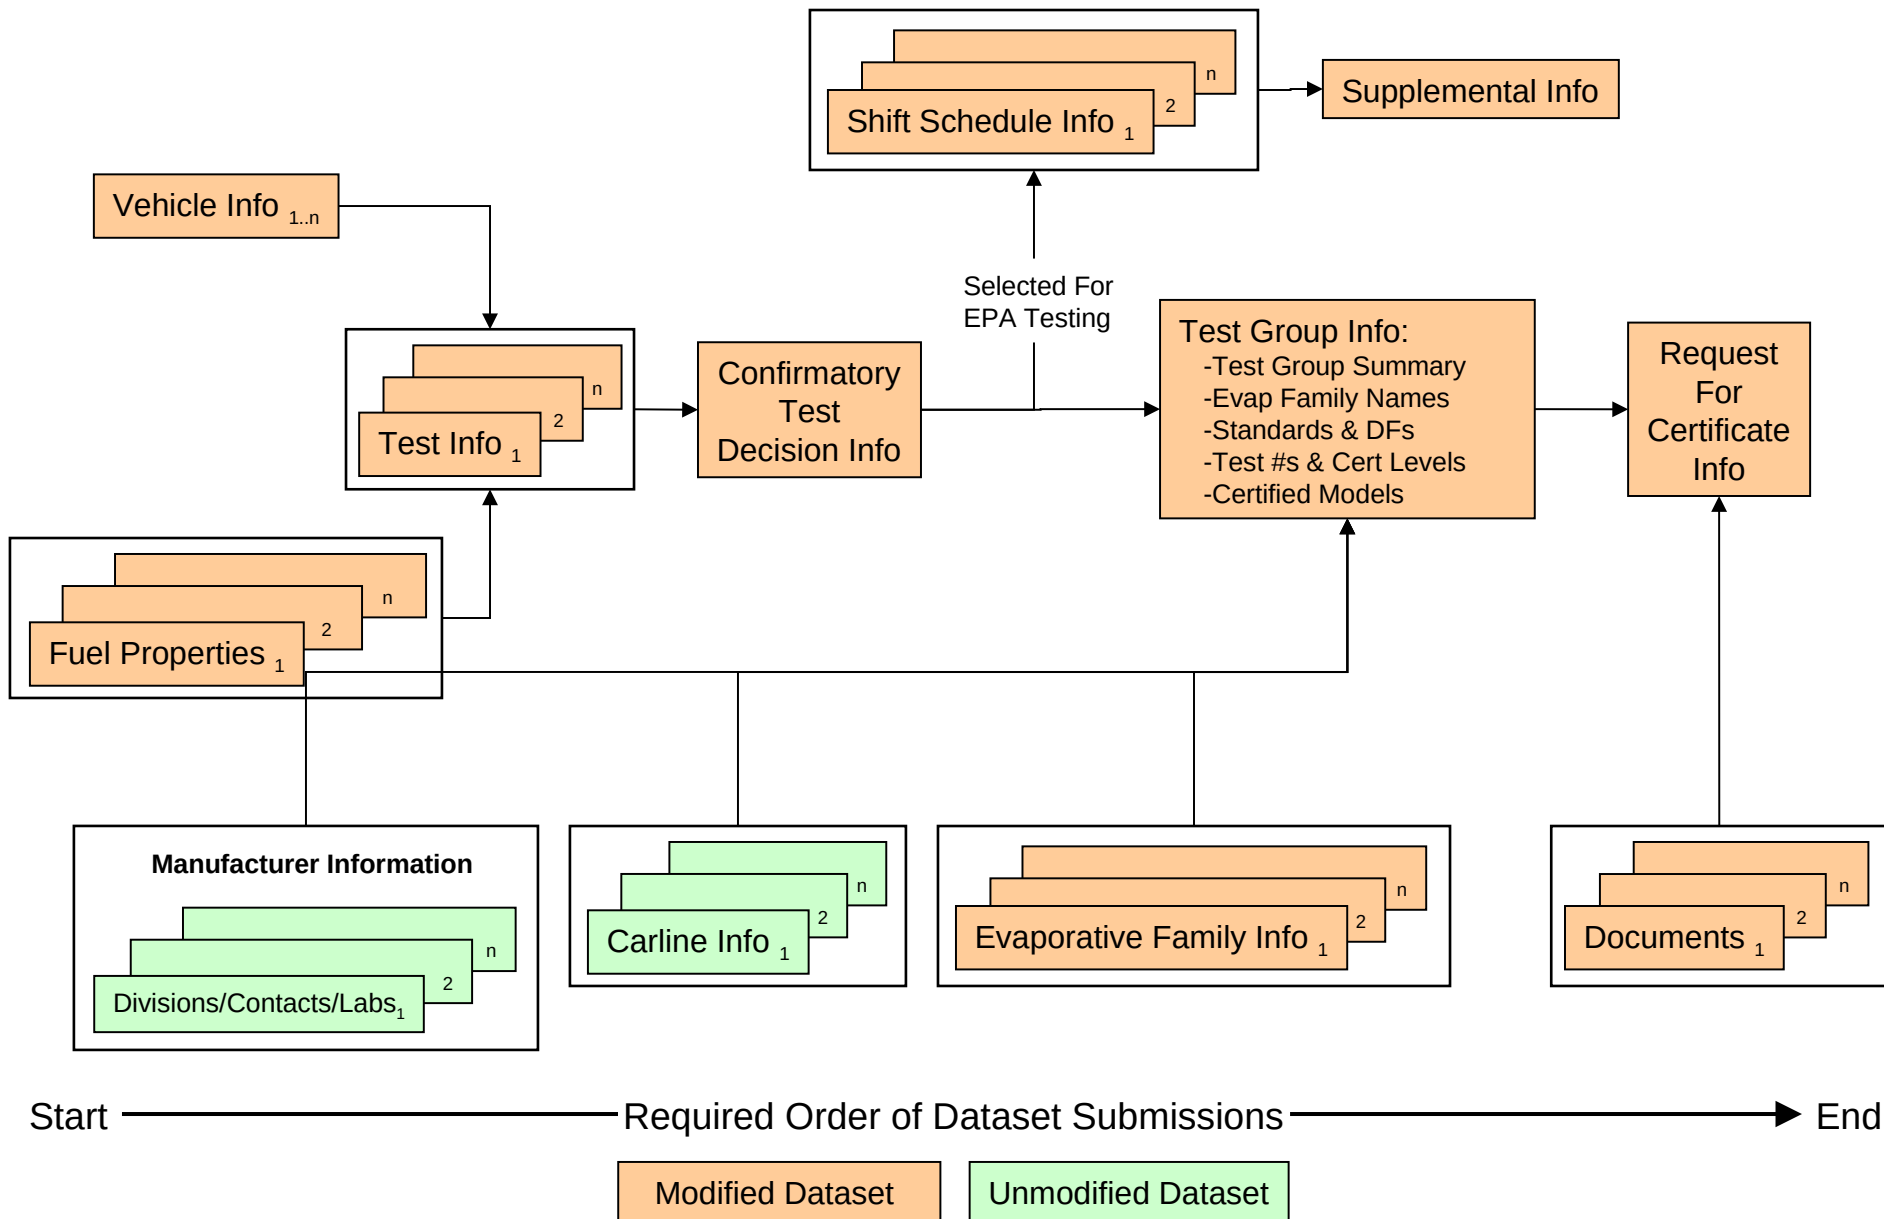 n
2
Shift Schedule Info 1
Supplemental Info
Vehicle Info 1..n
Selected For
EPA Testing
n
2
Test Info 1
Confirmatory
Test
Decision Info
Test Group Info:
-Test Group Summary
-Evap Family Names
-Standards & DFs
-Test #s & Cert Levels
-Certified Models
Request
For
Certificate
Info
n
2
Fuel Properties 1
Manufacturer Information
n
2
Divisions/Contacts/Labs1
n
2
Carline Info 1
n
2
Evaporative Family Info 1
n
2
Documents 1
Start
Required Order of Dataset Submissions
End
Modified Dataset
Unmodified Dataset